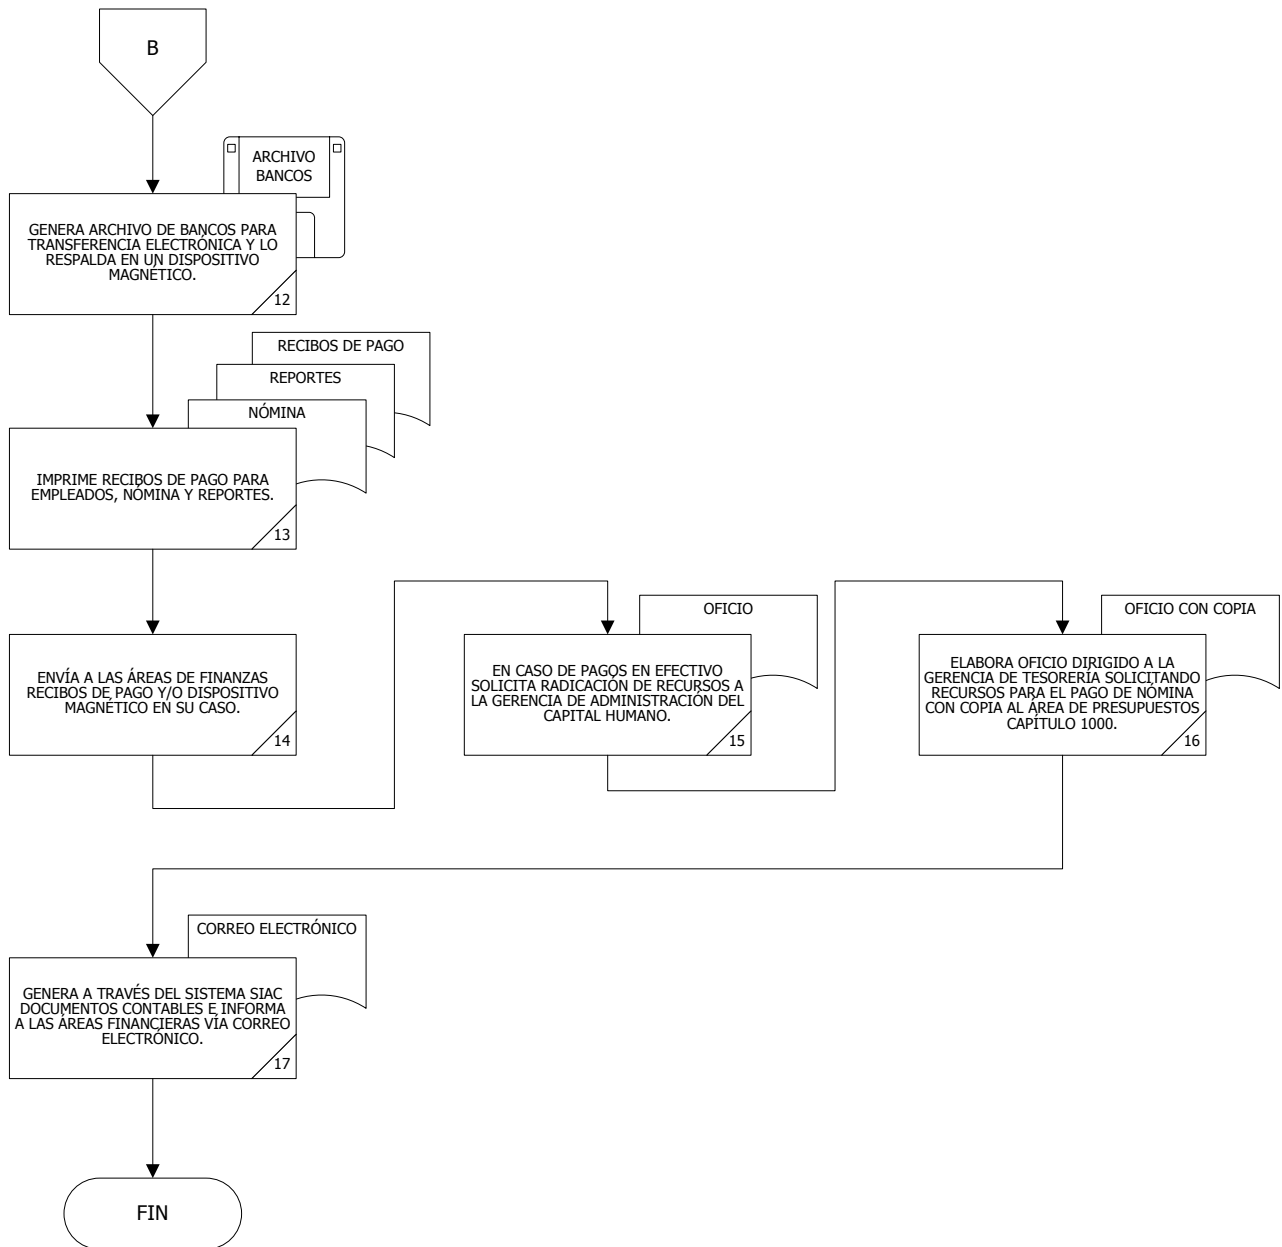 B
ARCHIVO
BANCOS
GENERA ARCHIVO DE BANCOS PARA
TRANSFERENCIA ELECTRÓNICA Y LO
RESPALDA EN UN DISPOSITIVO
MAGNÉTICO.
12
RECIBOS DE PAGO
REPORTES
NÓMINA
IMPRIME RECIBOS DE PAGO PARA
EMPLEADOS, NÓMINA Y REPORTES.
13
ENVÍA A LAS ÁREAS DE FINANZAS
RECIBOS DE PAGO Y/O DISPOSITIVO
MAGNÉTICO EN SU CASO.
14
OFICIO
EN CASO DE PAGOS EN EFECTIVO
SOLICITA RADICACIÓN DE RECURSOS A
LA GERENCIA DE ADMINISTRACIÓN DEL
CAPITAL HUMANO.
15
OFICIO CON COPIA
ELABORA OFICIO DIRIGIDO A LA
GERENCIA DE TESORERÍA SOLICITANDO
RECURSOS PARA EL PAGO DE NÓMINA
CON COPIA AL ÁREA DE PRESUPUESTOS
CAPÍTULO 1000.
16
CORREO ELECTRÓNICO
GENERA A TRAVÉS DEL SISTEMA SIAC
DOCUMENTOS CONTABLES E INFORMA
A LAS ÁREAS FINANCIERAS VÍA CORREO
ELECTRÓNICO.
17
FIN